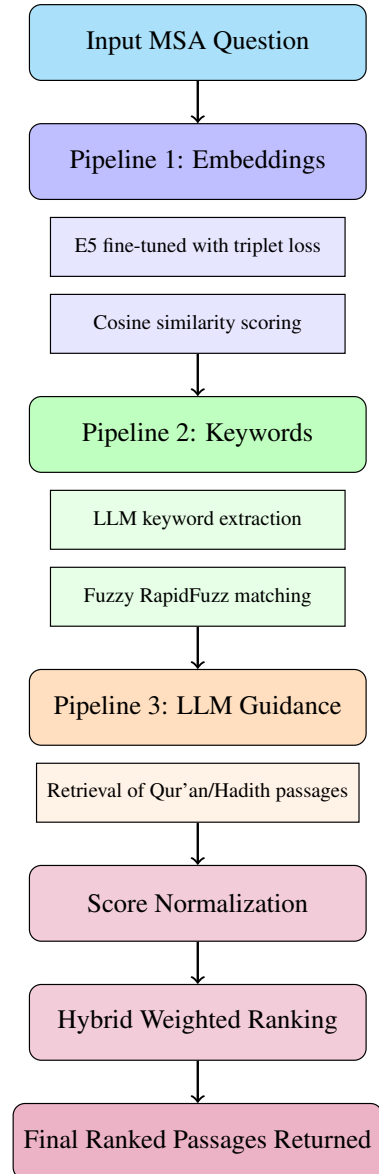 Input MSA Question
Pipeline 1: Embeddings
E5 fine-tuned with triplet loss
Cosine similarity scoring
Pipeline 2: Keywords
LLM keyword extraction
Fuzzy RapidFuzz matching
Pipeline 3: LLM Guidance
Retrieval of Qur’an/Hadith passages
Score Normalization
Hybrid Weighted Ranking
Final Ranked Passages Returned